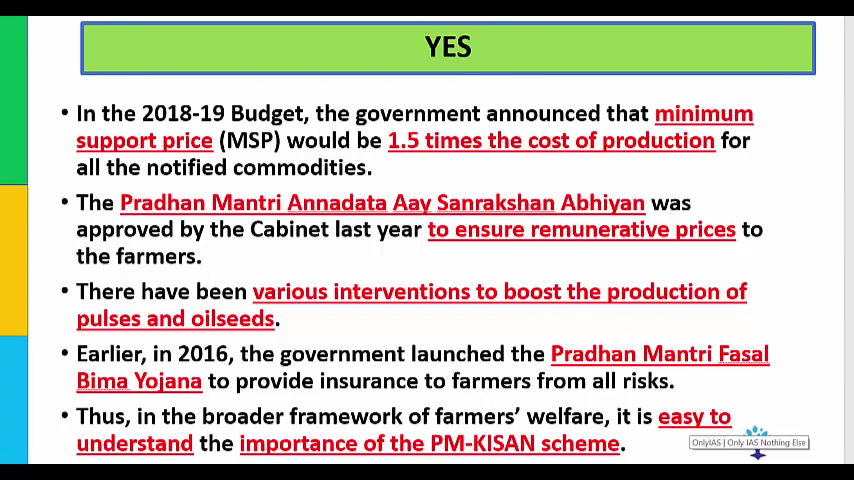 YES
• In the 2018-19 Budget, the government announced that minimum
support price (MSP) would be 1.5 times the cost of production for
all the notified commodities.
• The Pradhan Mantri Annadata Aay Sanrakshan Abhiyan was
approved by the Cabinet last year to ensure remunerative prices to
the farmers.
• There have been various interventions to boost the production of
pulses and oilseeds.
• Earlier, in 2016, the government launched the Pradhan Mantri Fasal
Bima Yojana to provide insurance to farmers from all risks.
• Thus, in the broader framework of farmers’ welfare, it is easy to
understand the importance of the PM-KISAN scheme.
OnlyIAS | Only IAS Nothing Else